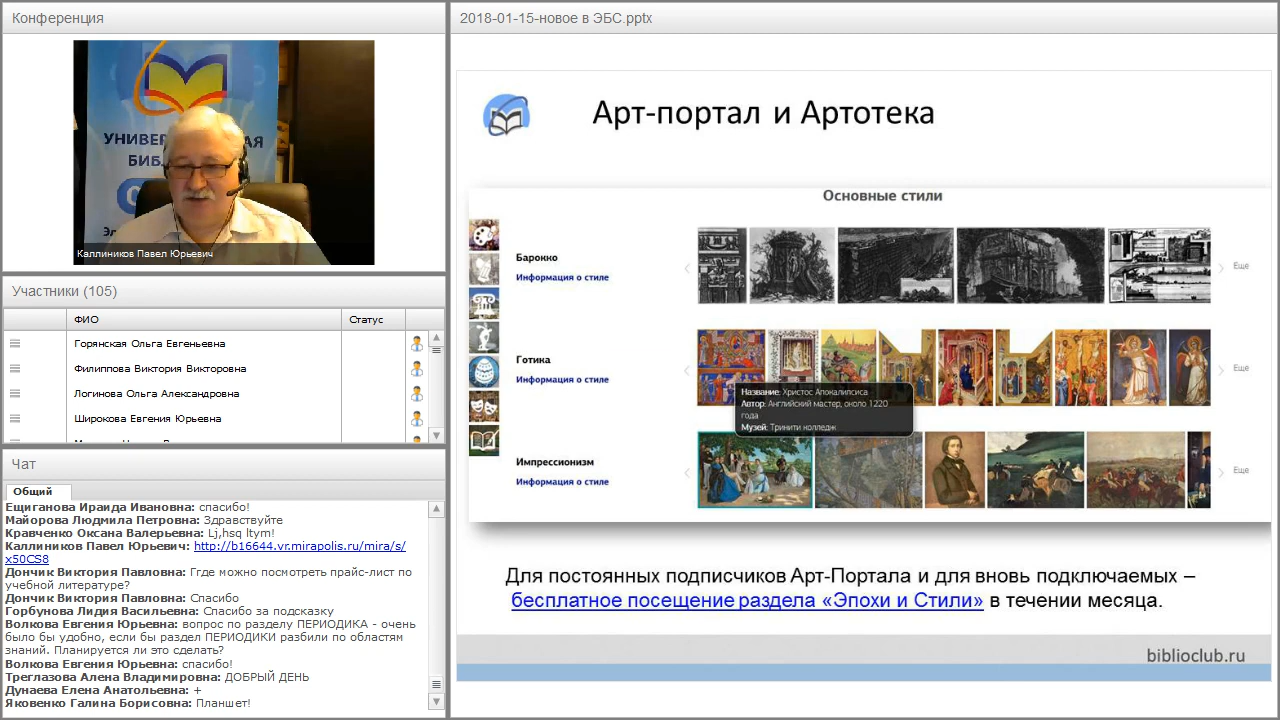 Конференция
УНИВЕР
АЯ
БИБ
Каллиников Павел Юрьевич
Участники (105)
ФИО
Статус
Горянская Ольга Евгеньевна
Филиппова Виктория Викторовна
Логинова Ольга Александровна
Широкова Евгения Юрьевна
Чат
Общий
Ещиганова Ираида Ивановна: спасибо!
Майорова Людмила Петровна: Здравствуйте
Кравченко Оксана Валерьевна: Lj,hsq ltym!
Каллиников Павел Юрьевич: http://b16644.vr.mirapolis.ru/mira/s/
x50CS8
Дончик Виктория Павловна: Ггде можно посмотреть прайс-лист по
учебной литературе?
Дончик Виктория Павловна: Спасибо
Горбунова Лидия Васильевна: Спасибо за подсказку
Волкова Евгения Юрьевна: вопрос по разделу ПЕРИОДИКА - очень
было бы удобно, если бы раздел ПЕРИОДИКИ разбили по областям
знаний. Планируется ли это сделать?
Волкова Евгения Юрьевна: спасибо!
Треглазова Алена Владимировна: ДОБРЫЙ ДЕНЬ
Дунаева Елена Анатольевна: +
Яковенко Галина Борисовна: Планшет!
2018-01-15-новое в ЭБС.pptx
Арт-портал и Артотека
Основные стили
Барокко
Информация о стиле
Еще
Готика
Информация о стиле
Еще
Название: Христос Апокалипсиса
Автор: Английский мастер, около 1220
года
Музей: Тринити колледж
Импрессионизм
Информация о стиле
Еще
Для постоянных подписчиков Арт-Портала и для вновь подключаемых –
бесплатное посещение раздела «Эпохи и Стили» в течении месяца.
biblioclub.ru